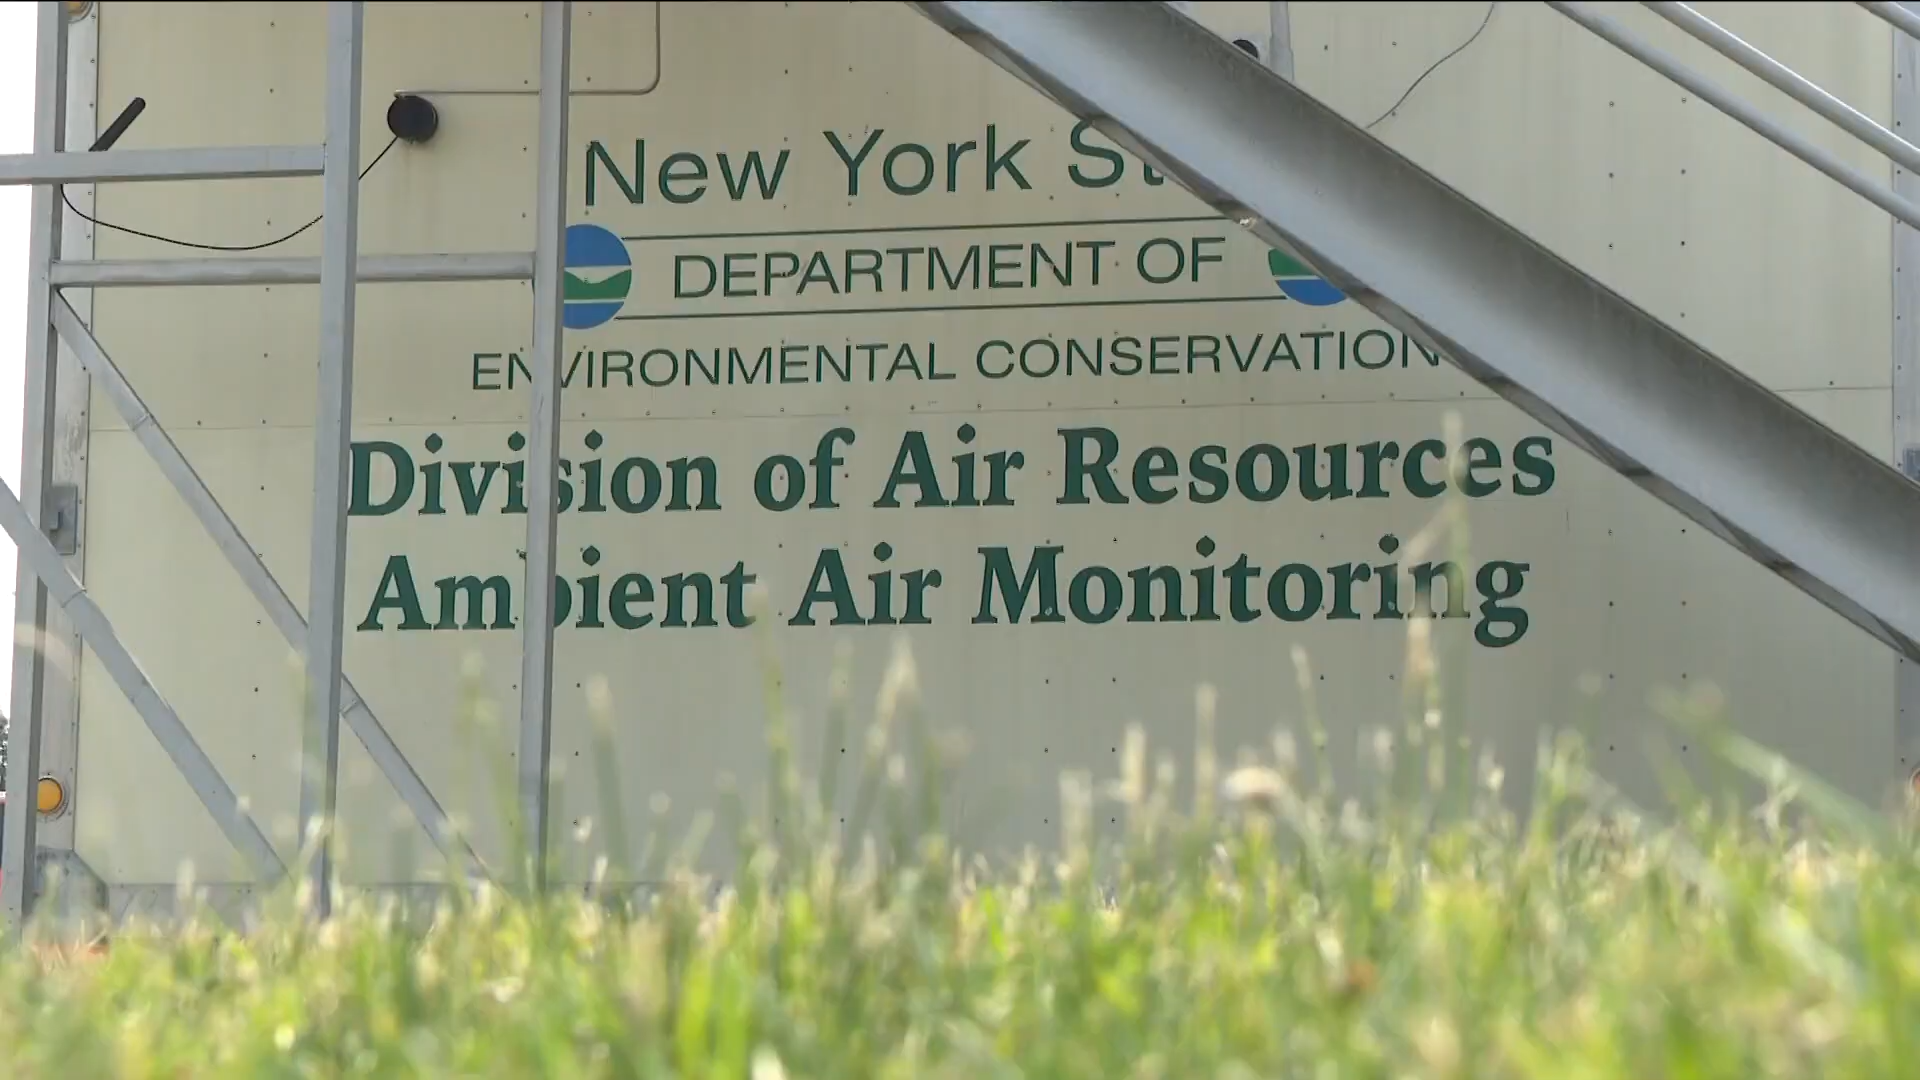 New York St
DEPARTMENT OF
ENVIRONMENTAL CONSERVATION
Division of Air Resources
Ambient Air Monitoring